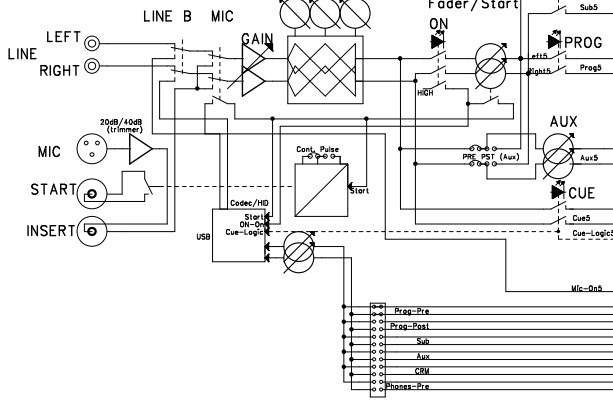 Fader/Start
Sub5
LINE B MIC
ON
LEFT
GAIN
PROG
LINE
RIGHT
Left5
Right5
Prog5
HIGH
20dB/40dB
(trimmer)
AUX
MIC
Cont. Pulse
PRE PST (Aux)
Aux5
START
Start
CUE
Codec/HID
Start
Cue5
INSERT
ON-On
USB
Cue-Logic
Cue-Logic5
Mic-On5
Prog-Pre
Prog-Post
Sub
Aux
CRM
Phones-Pre